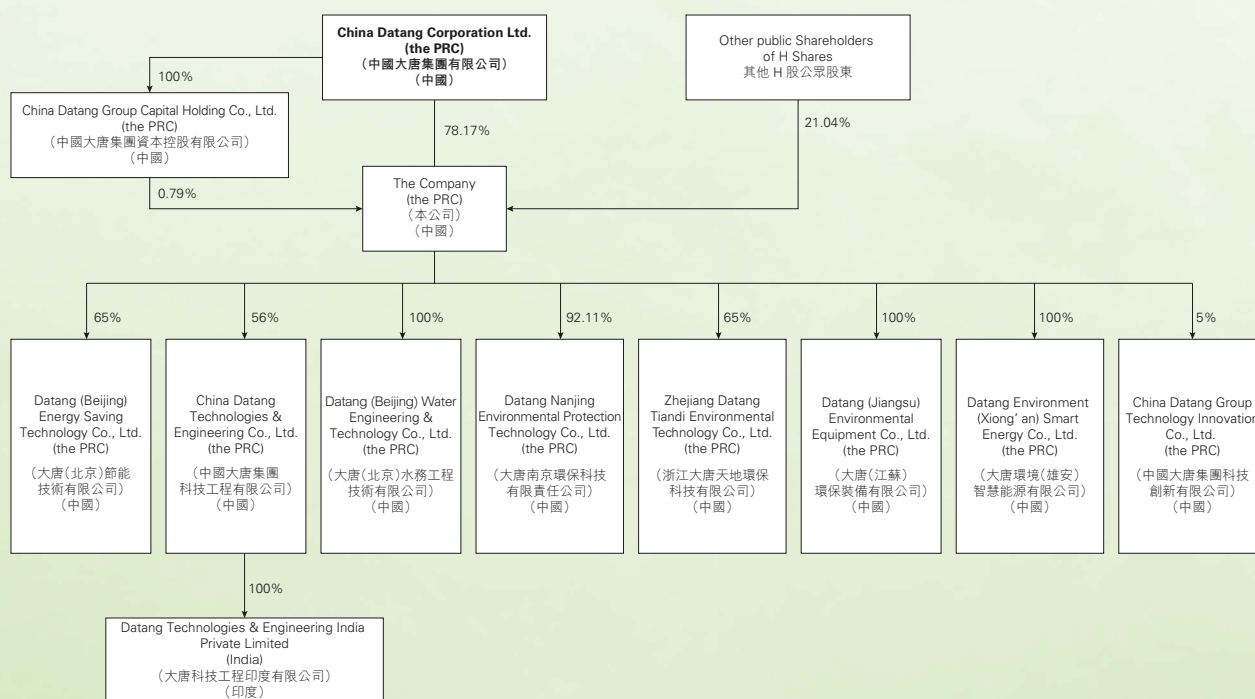 China Datang Corporation Ltd.
(the PRC)
（中國大唐集團有限公司）
（中國）
Other public Shareholders
of H Shares
其他 H 股公眾股東
100%
China Datang Group Capital Holding Co., Ltd.
(the PRC)
（中國大唐集團資本控股有限公司）
（中國）
78.17%
21.04%
0.79%
The Company
(the PRC)
（本公司）
（中國）
65%
56%
100%
92.11%
65%
100%
100%
5%
Datang (Beijing)
Energy Saving
Technology Co., Ltd.
(the PRC)
（大唐(北京)節能
技術有限公司）
（中國）
China Datang
Technologies &
Engineering Co., Ltd.
(the PRC)
（中國大唐集團
科技工程有限公司）
（中國）
Datang (Beijing) Water
Engineering &
Technology Co., Ltd.
(the PRC)
（大唐(北京)水務工程
技術有限公司）
（中國）
Datang Nanjing
Environmental Protection
Technology Co., Ltd.
(the PRC)
（大唐南京環保科技
有限責任公司）
（中國）
Zhejiang Datang
Tiandi Environmental
Technology Co., Ltd.
(the PRC)
（浙江大唐天地環保
科技有限公司）
（中國）
Datang (Jiangsu)
Environmental
Equipment Co., Ltd.
(the PRC)
（大唐(江蘇)
環保裝備有限公司）
（中國）
Datang Environment
(Xiong’ an) Smart
Energy Co., Ltd.
(the PRC)
（大唐環境(雄安)
智慧能源有限公司）
（中國）
China Datang Group
Technology Innovation
Co., Ltd.
(the PRC)
（中國大唐集團科技
創新有限公司）
（中國）
100%
Datang Technologies & Engineering India
Private Limited
(India)
（大唐科技工程印度有限公司）
（印度）